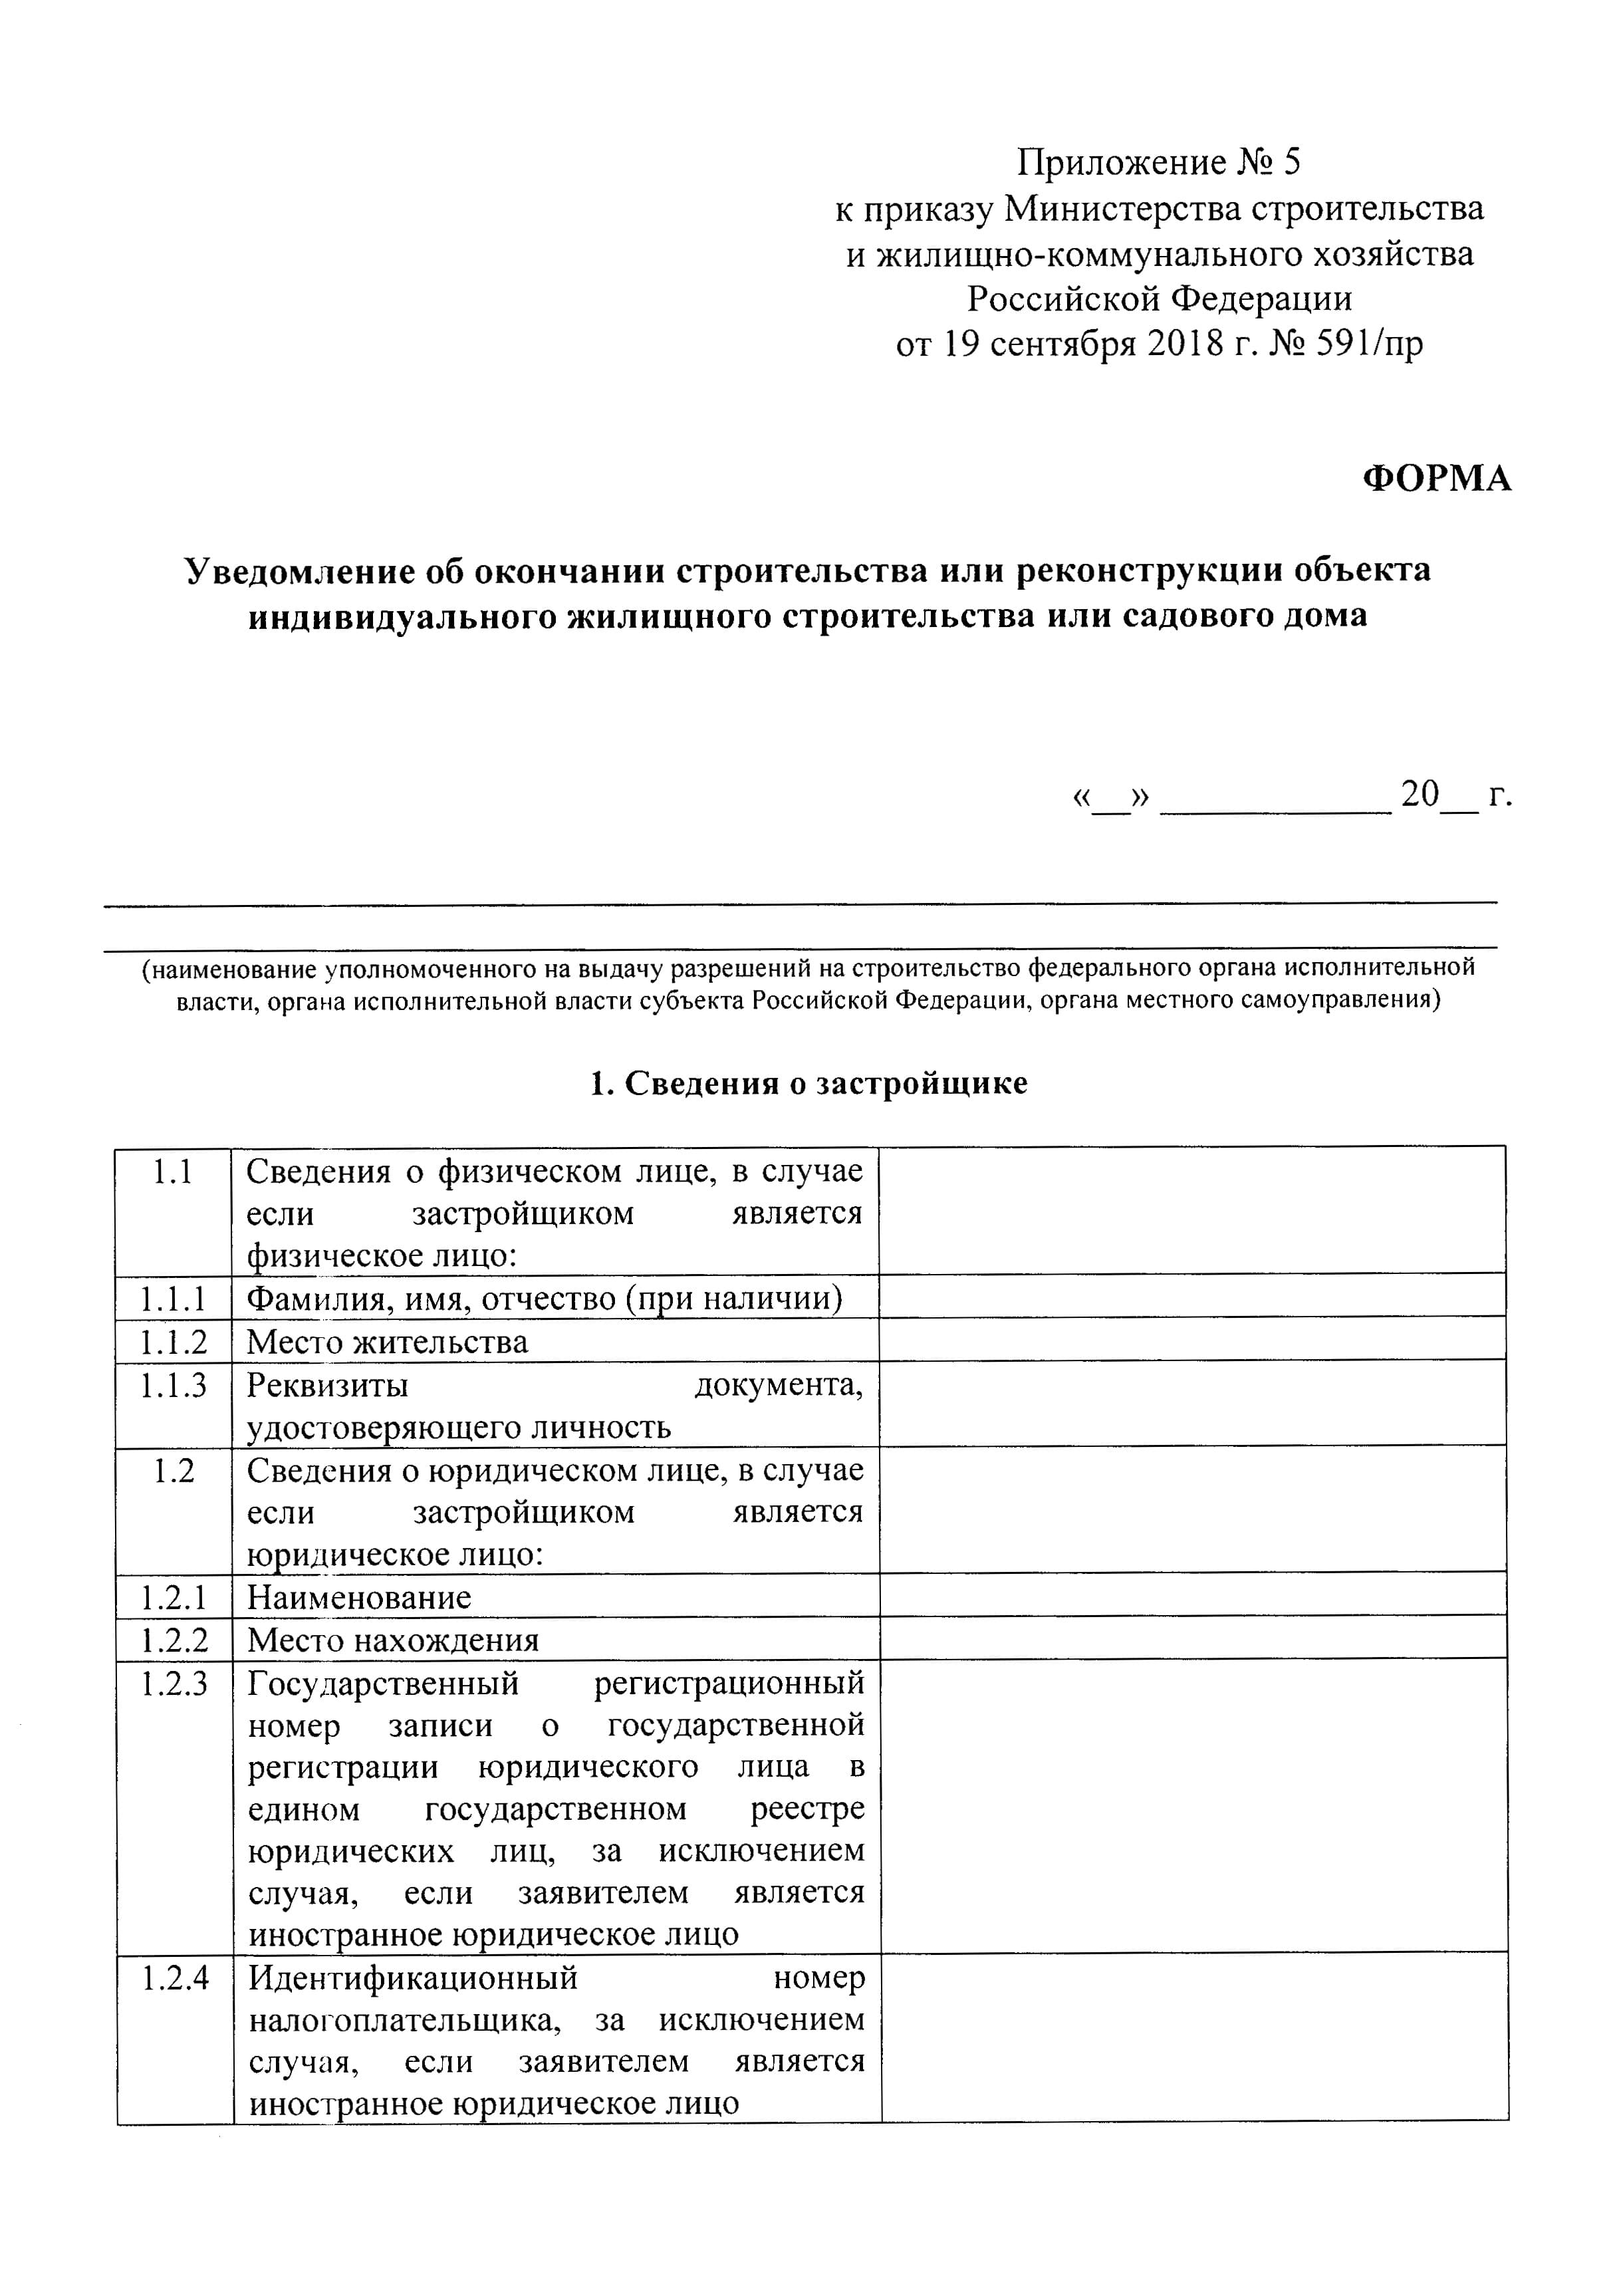 Приложение № 5
к приказу Министерства строительства
и жилищно-коммунального хозяйства
Российской Федерации
от 19 сентября 2018 г. № 591/пр
ФОРМА
Уведомление об окончании строительства или реконструкции объекта
индивидуального жилищного строительства или садового дома
«__» ____________ 20__ г.
(наименование уполномоченного на выдачу разрешений на строительство федерального органа исполнительной
власти, органа исполнительной власти субъекта Российской Федерации, органа местного самоуправления)
1. Сведения о застройщике
1.1 Сведения о физическом лице, в случае
если застройщиком является
физическое лицо:
1.1.1 Фамилия, имя, отчество (при наличии)
1.1.2 Место жительства
1.1.3 Реквизиты документа,
удостоверяющего личность
1.2 Сведения о юридическом лице, в случае
если застройщиком является
юридическое лицо:
1.2.1 Наименование
1.2.2 Место нахождения
1.2.3 Государственный регистрационный
номер записи о государственной
регистрации юридического лица в
едином государственном реестре
юридических лиц, за исключением
случая, если заявителем является
иностранное юридическое лицо
1.2.4 Идентификационный номер
налогоплательщика, за исключением
случая, если заявителем является
иностранное юридическое лицо